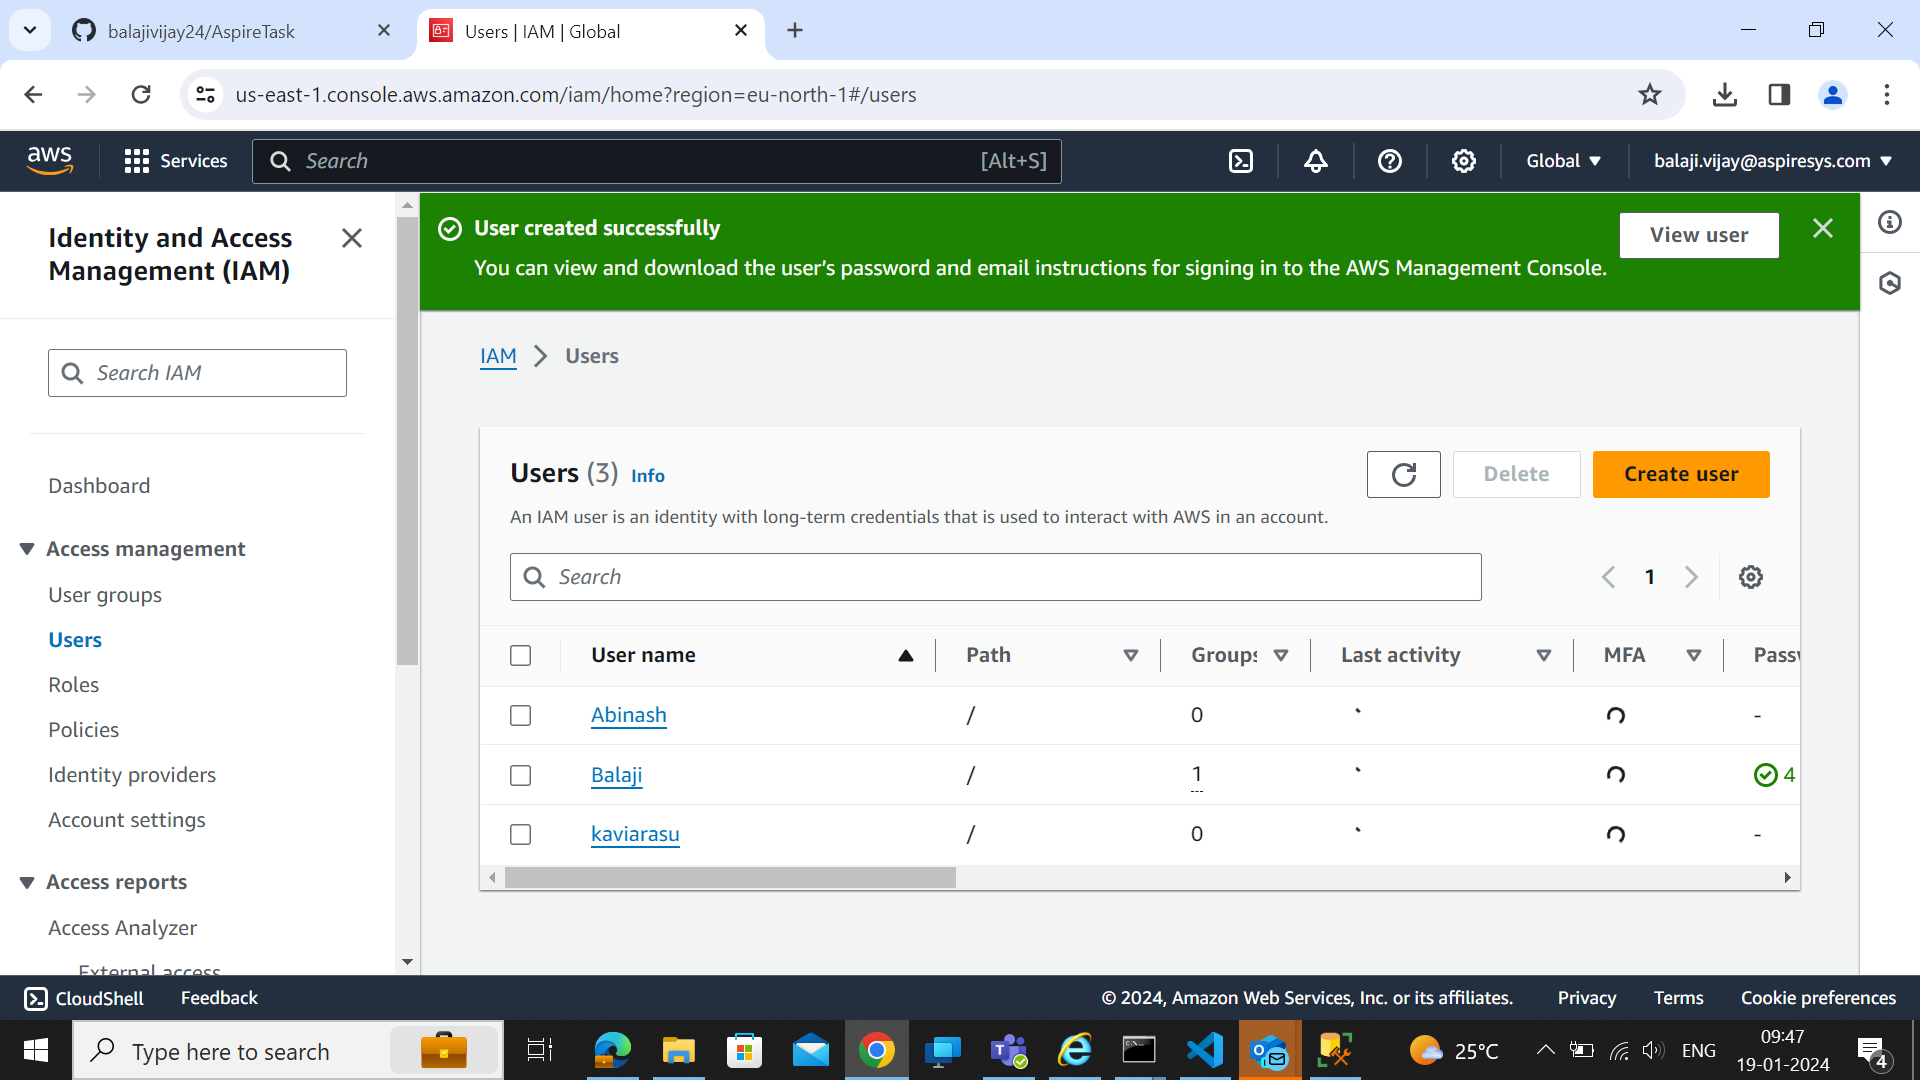 balajivijay24/AspireTask
Users | IAM | Global
us-east-1.console.aws.amazon.com/iam/home?region=eu-north-1#/users
aws
Services
Search
[Alt+S]
Global
balaji.vijay@aspiresys.com
Identity and Access
Management (IAM)
Search IAM
Dashboard
Access management
User groups
Users
Roles
Policies
Identity providers
Account settings
Access reports
Access Analyzer
External access
User created successfully
You can view and download the user's password and email instructions for signing in to the AWS Management Console.
View user
IAM
Users
Users (3) Info
Delete
Create user
An IAM user is an identity with long-term credentials that is used to interact with AWS in an account.
Search
1
User name Path Groups Last activity MFA Passw
Abinash / 0 -
Balaji / 1 4
kaviarasu / 0 -
CloudShell
Feedback
© 2024, Amazon Web Services, Inc. or its affiliates.
Privacy
Terms
Cookie preferences
Type here to search
25°C
ENG
09:47
19-01-2024
4